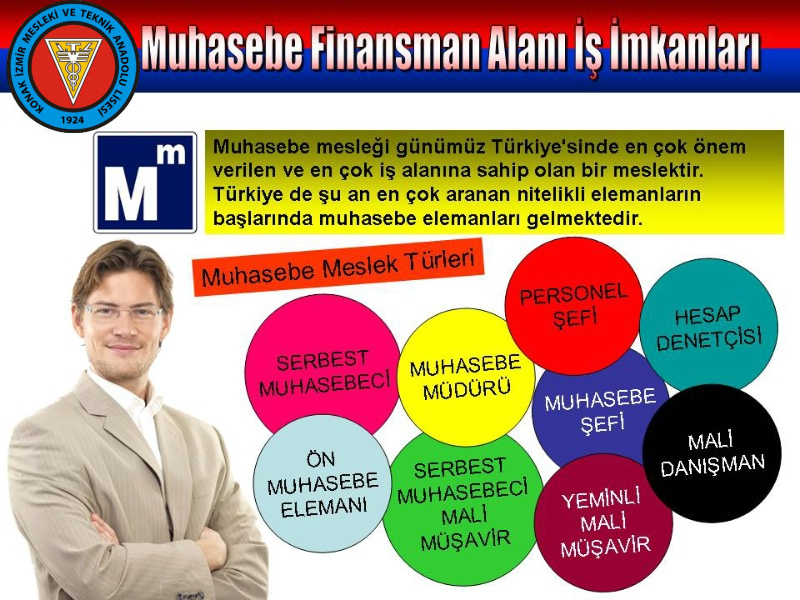 Muhasebe Finansman Alanı İş İmkanları
KONAK İZMİR MESLEKİ VE TEKNİK ANADOLU LİSESİ
1924
Mm
Muhasebe mesleği günümüz Türkiye'sinde en çok önem
verilen ve en çok iş alanına sahip olan bir meslektir.
Türkiye de şu an en çok aranan nitelikli elemanların
başlarında muhasebe elemanları gelmektedir.
Muhasebe Meslek Türleri
SERBEST
MUHASEBECİ
MUHASEBE
MÜDÜRÜ
PERSONEL
ŞEFİ
HESAP
DENETÇİSİ
ÖN
MUHASEBE
ELEMANI
SERBEST
MUHASEBECİ
MALİ
MÜŞAVİR
MUHASEBE
ŞEFİ
YEMİNLİ
MALİ
MÜŞAVİR
MALİ
DANIŞMAN